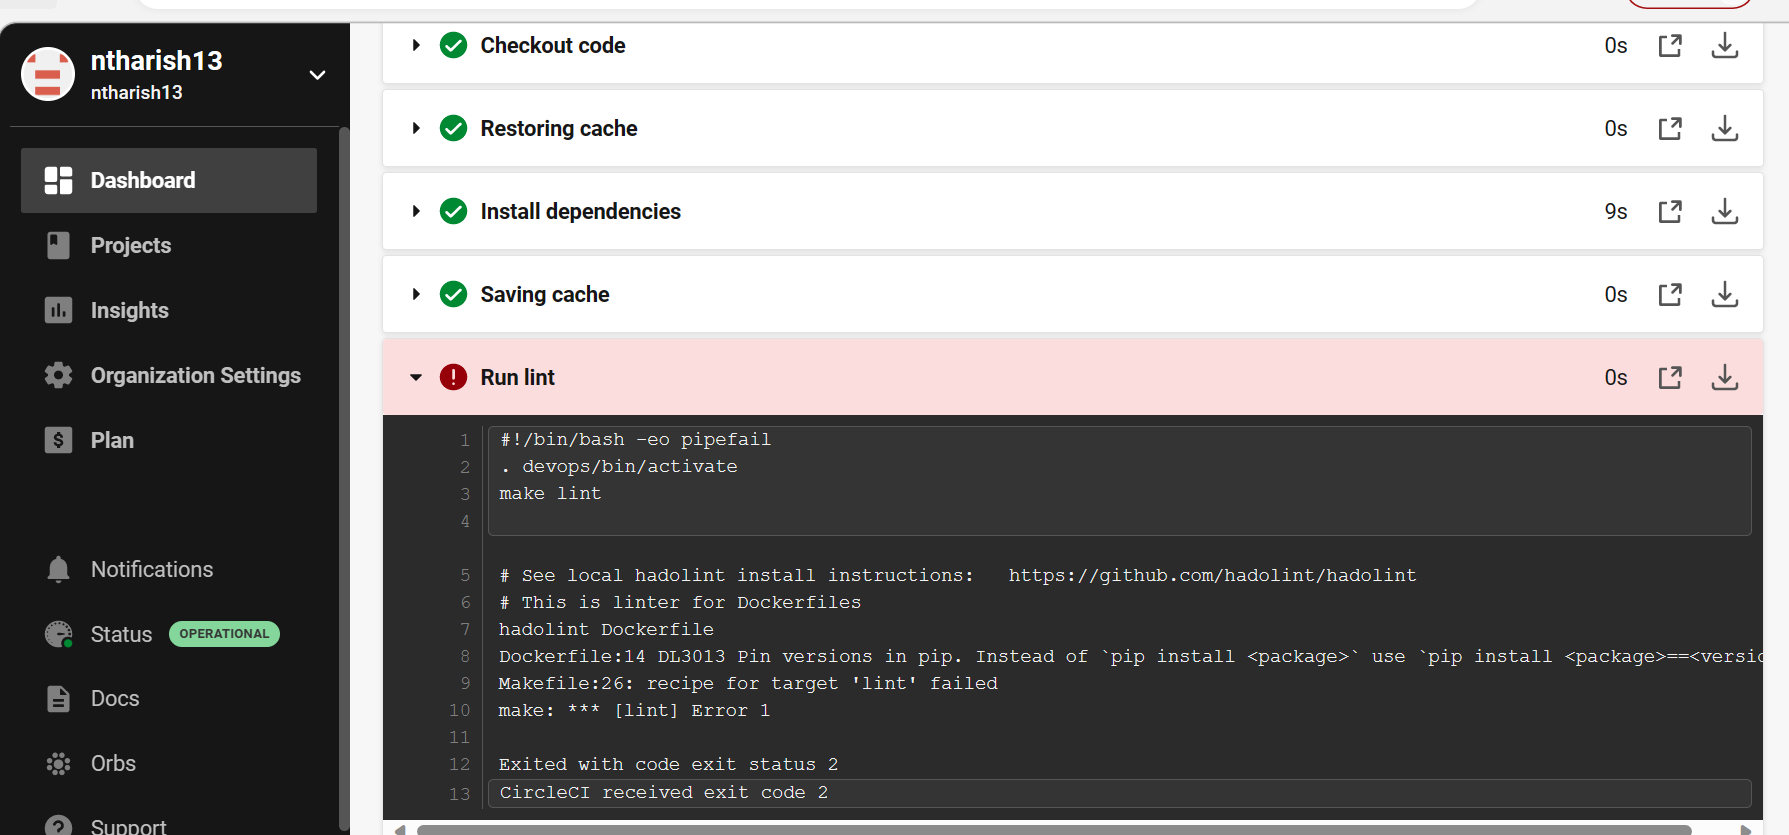 ntharish13
ntharish13
Dashboard
Projects
Insights
Organization Settings
$ Plan
Notifications
Status OPERATIONAL
Docs
Orbs
? Support
Checkout code 0s
Restoring cache 0s
Install dependencies 9s
Saving cache 0s
! Run lint 0s
1 #!/bin/bash -eo pipefail
2 . devops/bin/activate
3 make lint
4
5 # See local hadolint install instructions:   https://github.com/hadolint/hadolint
6 # This is linter for Dockerfiles
7 hadolint Dockerfile
8 Dockerfile:14 DL3013 Pin versions in pip. Instead of `pip install <package>` use `pip install <package>==<versio
9 Makefile:26: recipe for target 'lint' failed
10 make: *** [lint] Error 1
11
12 Exited with code exit status 2
13 CircleCI received exit code 2